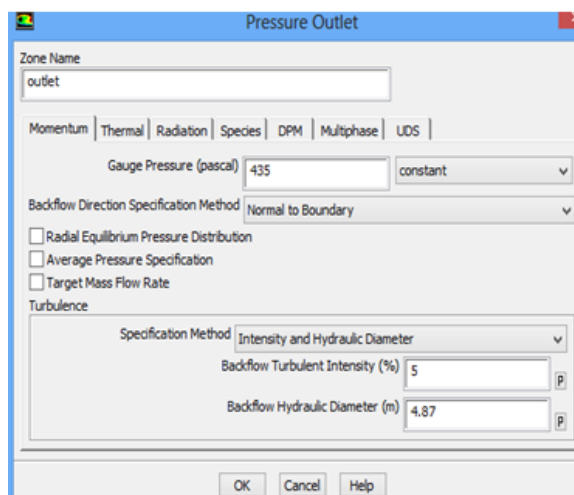 Pressure Outlet
Zone Name
outlet
Momentum Thermal Radiation Species DPM Multiphase UDS
Gauge Pressure (pascal) 435 constant
Backflow Direction Specification Method Normal to Boundary
Radial Equilibrium Pressure Distribution
Average Pressure Specification
Target Mass Flow Rate
Turbulence
Specification Method Intensity and Hydraulic Diameter
Backflow Turbulent Intensity (%) 5 P
Backflow Hydraulic Diameter (m) 4.87 P
OK Cancel Help